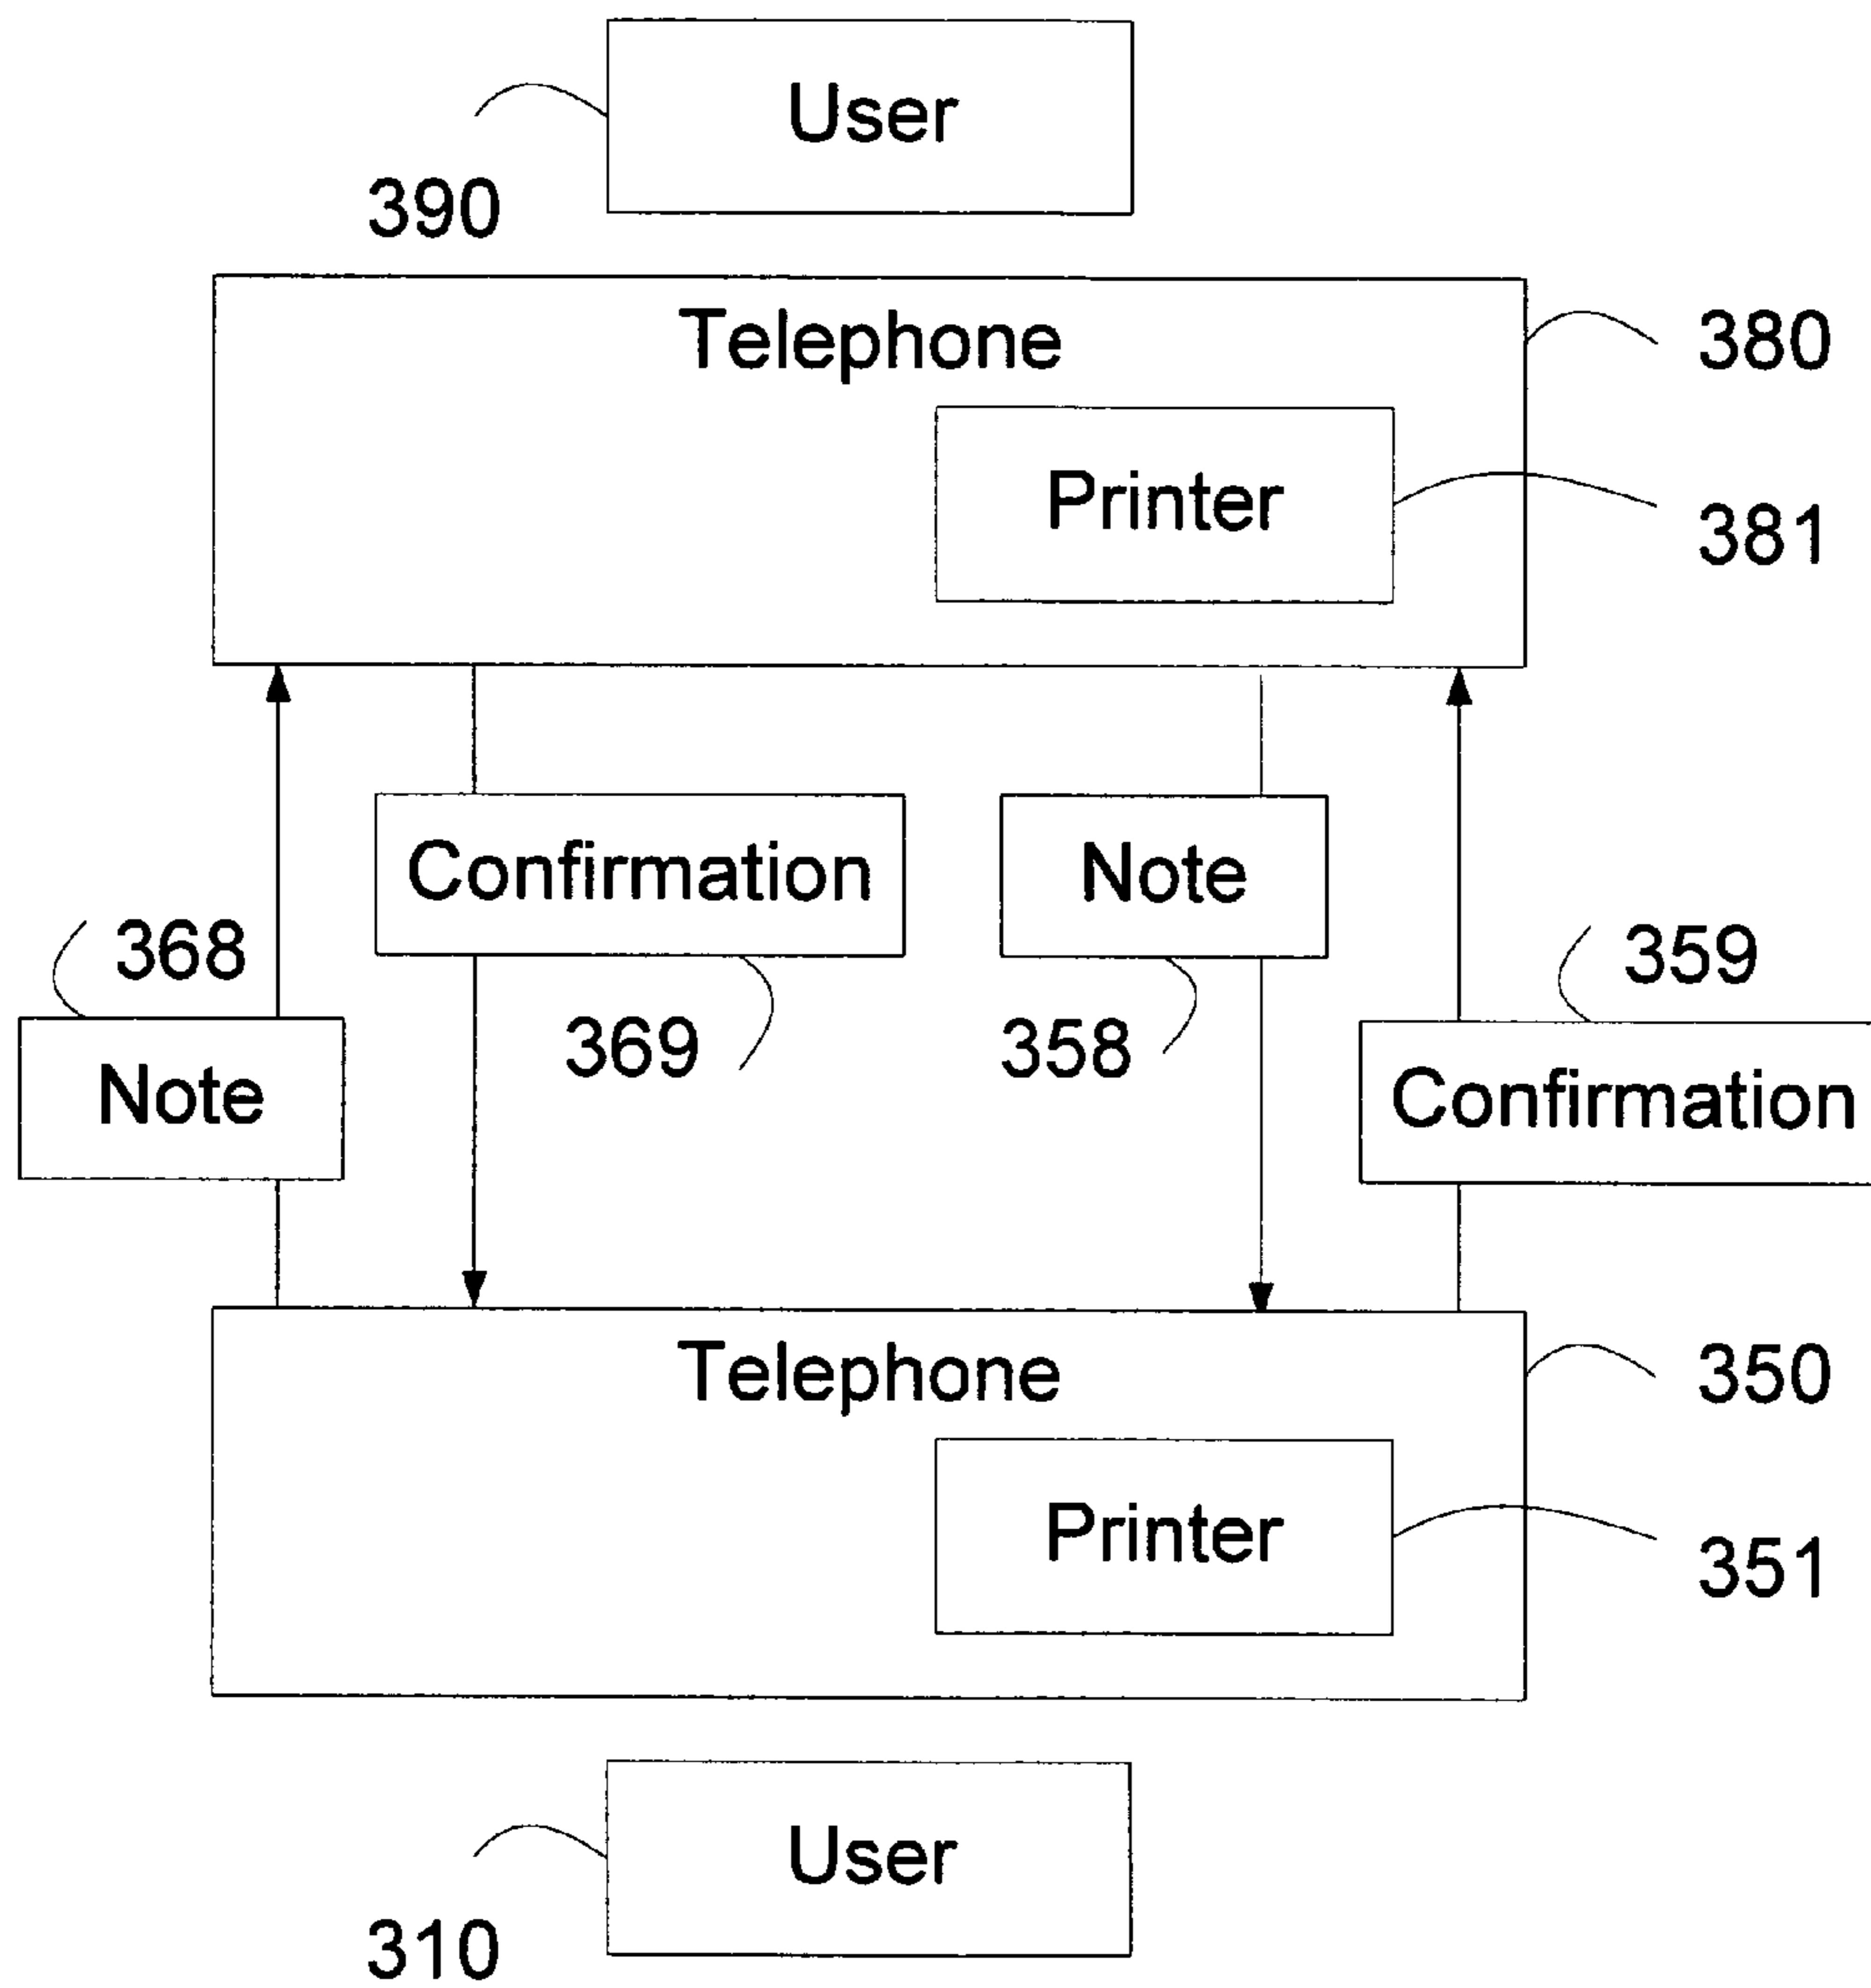 User
390
Telephone
380
Printer
381
Confirmation
Note
368
359
369
358
Note
Confirmation
Telephone
350
Printer
351
User
310